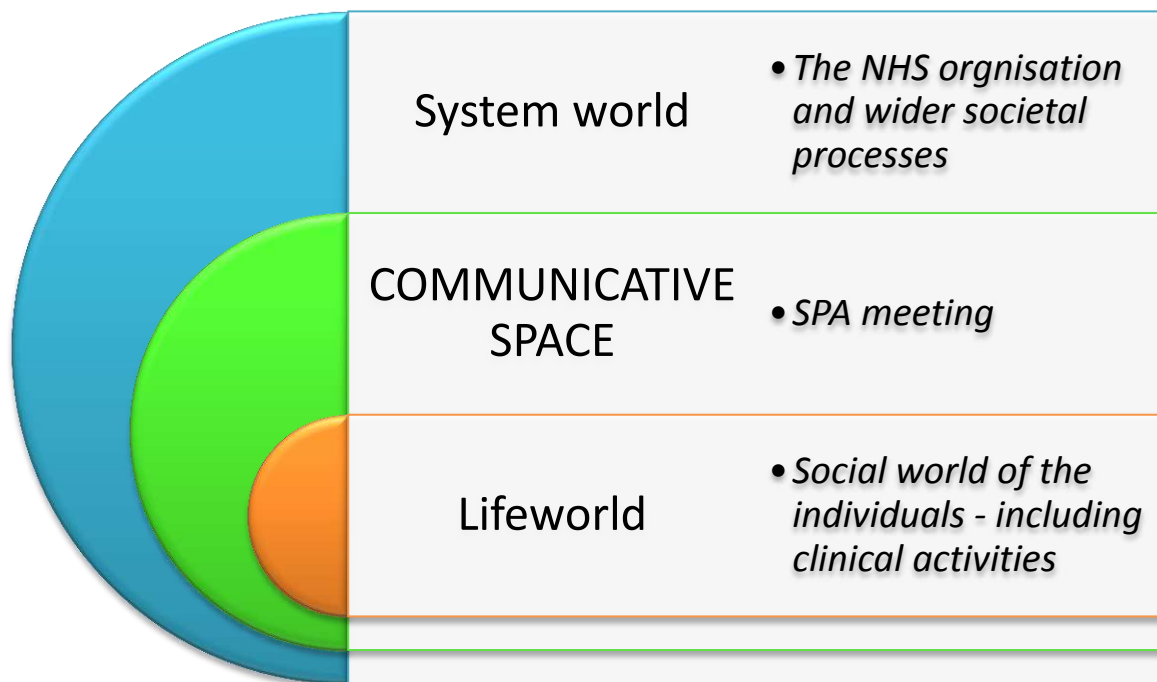 System world
• The NHS orgnisation
and wider societal
processes
COMMUNICATIVE
SPACE
• SPA meeting
Lifeworld
• Social world of the
individuals - including
clinical activities